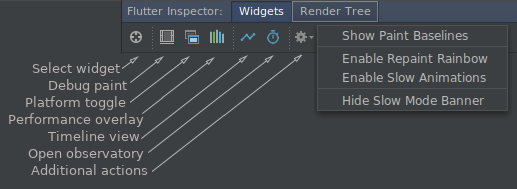 Flutter Inspector: Widgets Render Tree
Show Paint Baselines
Enable Repaint Rainbow
Enable Slow Animations
Hide Slow Mode Banner
Select widget
Debug paint
Platform toggle
Performance overlay
Timeline view
Open observatory
Additional actions